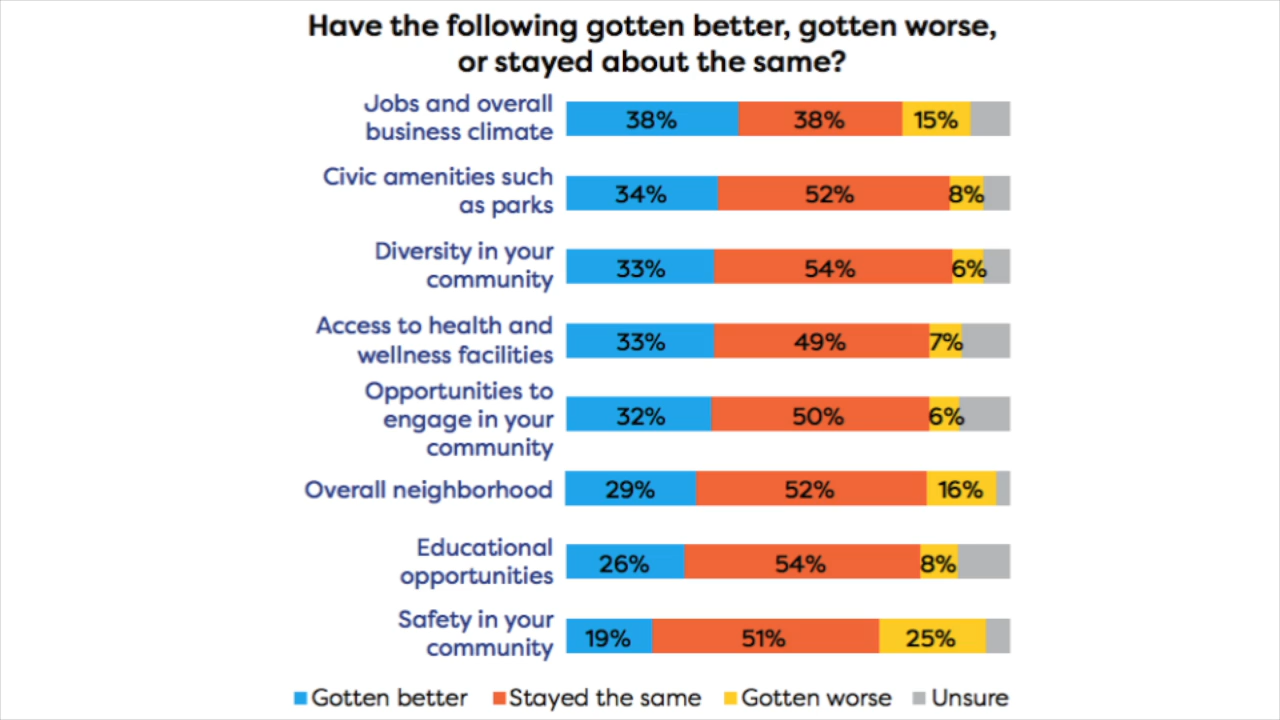 Have the following gotten better, gotten worse,
or stayed about the same?
Jobs and overall
business climate
38% 38% 15%
Civic amenities such
as parks
34% 52% 8%
Diversity in your
community
33% 54% 6%
Access to health and
wellness facilities
33% 49% 7%
Opportunities to
engage in your
community
32% 50% 6%
Overall neighborhood
29% 52% 16%
Educational
opportunities
26% 54% 8%
Safety in your
community
19% 51% 25%
Gotten better Stayed the same Gotten worse Unsure